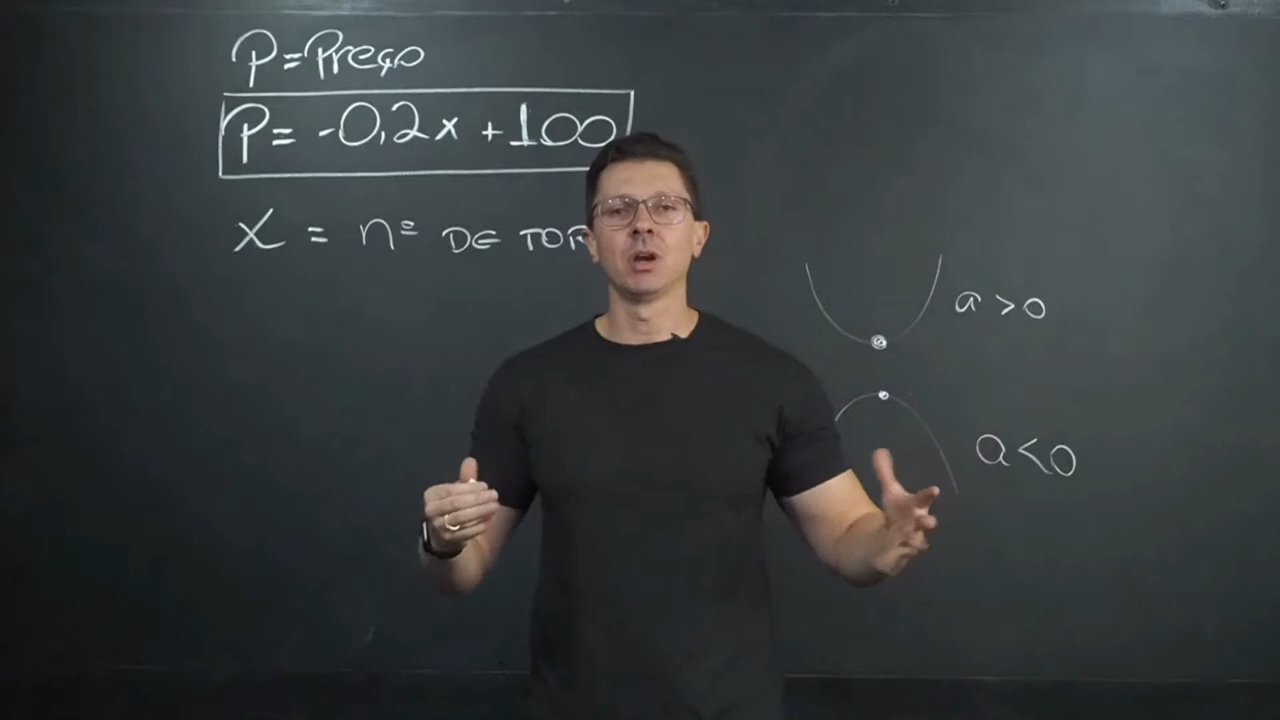 P=Preço
P= -0,2x +100
X = nº DE
a >0
a<0